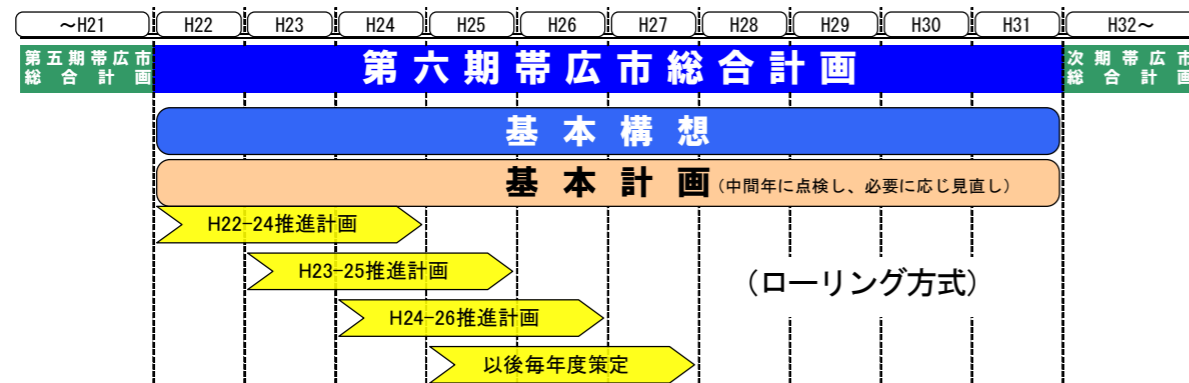 ～H21 H22 H23 H24 H25 H26 H27 H28 H29 H30 H31 H32～
第五期帯広市
総合計画
第六期帯広市総合計画
次期帯広市
総合計画
基本構想
基本計画(中間年に点検し、必要に応じ見直し)
H22-24推進計画
H23-25推進計画
(ローリング方式)
H24-26推進計画
以後毎年度策定